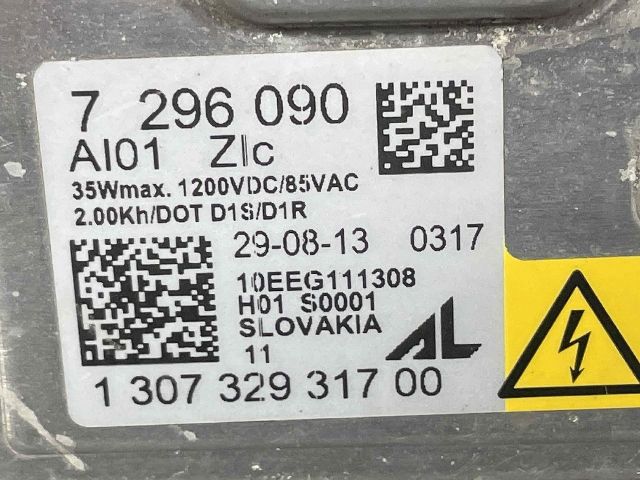 7 296 090
AI01 ZIc
35Wmax. 1200VDC/85VAC
2.00Kh/DOT D1S/D1R
29-08-13 0317
10EEG111308
H01 S0001
SLOVAKIA
11 AL
1 307 329 317 00